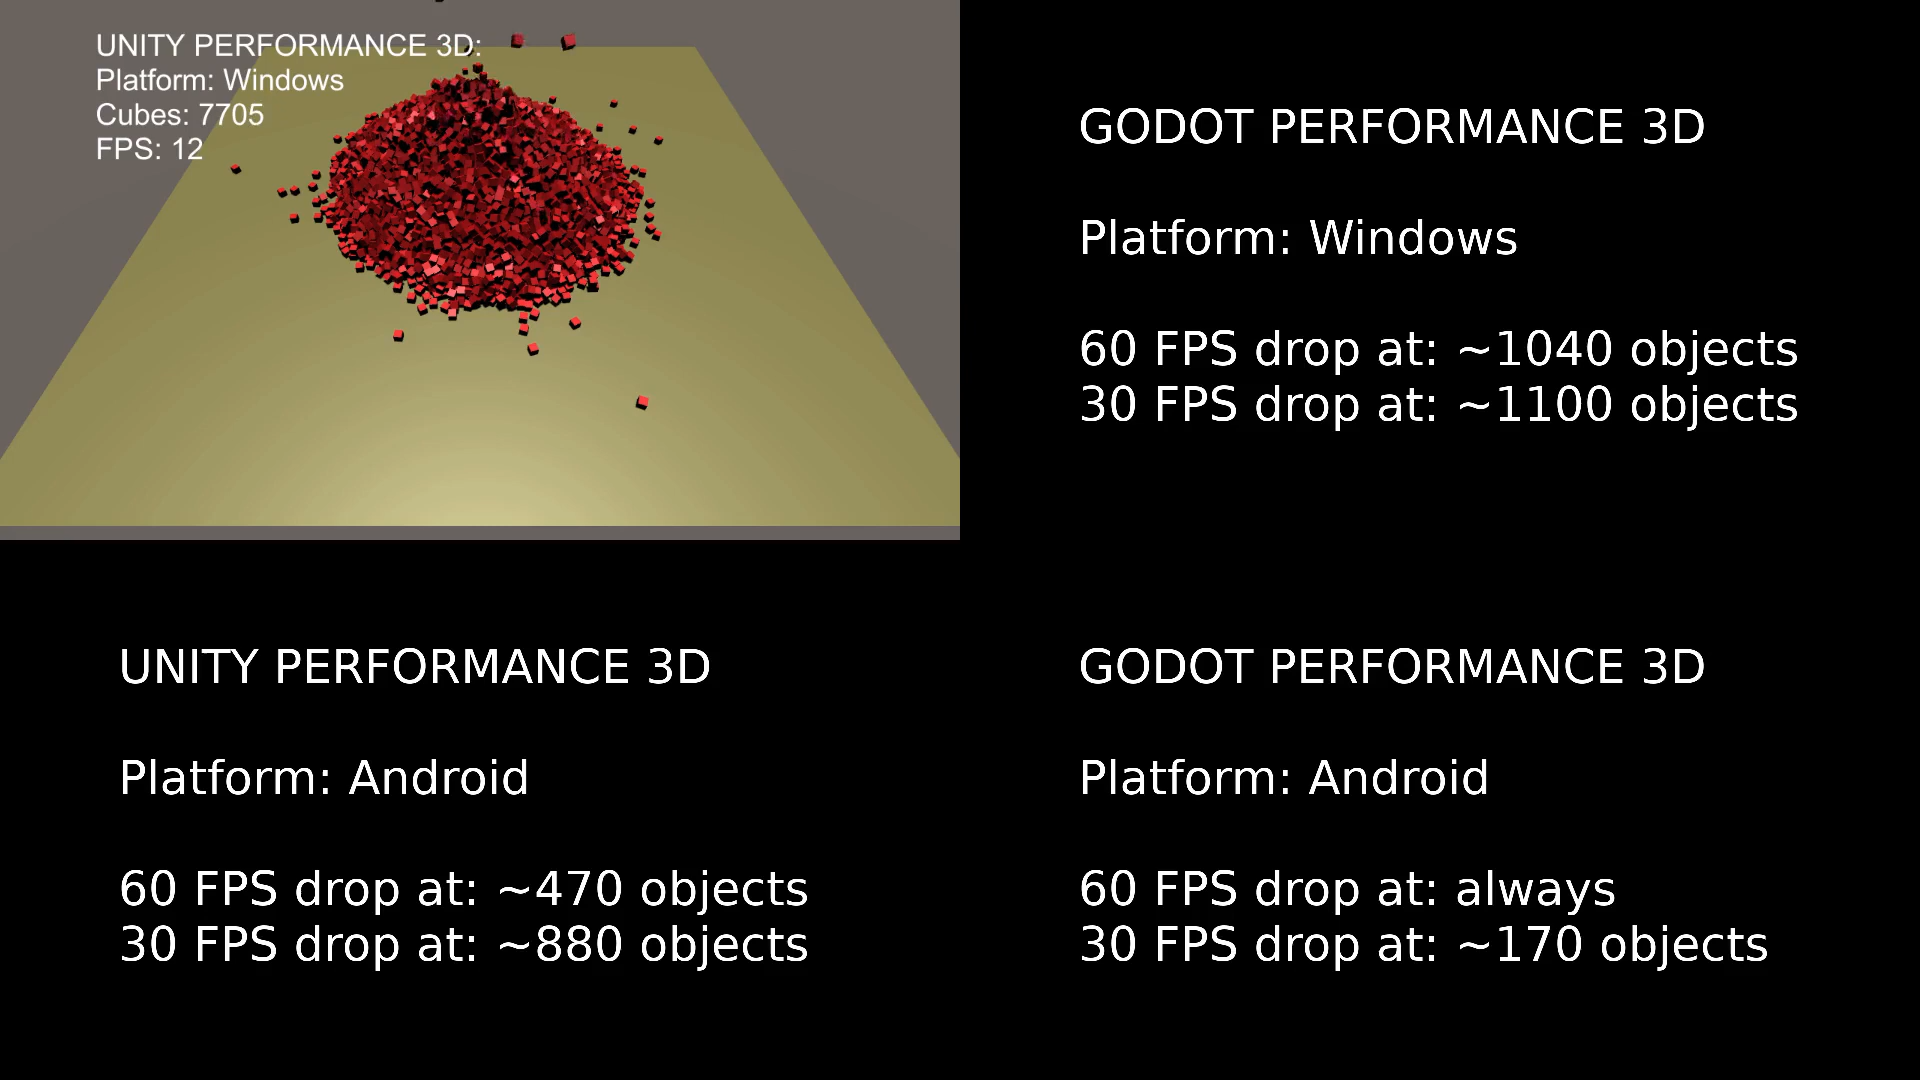 UNITY PERFORMANCE 3D:
Platform: Windows
Cubes: 7705
FPS: 12
GODOT PERFORMANCE 3D
Platform: Windows
60 FPS drop at: ~1040 objects
30 FPS drop at: ~1100 objects
UNITY PERFORMANCE 3D
Platform: Android
60 FPS drop at: ~470 objects
30 FPS drop at: ~880 objects
GODOT PERFORMANCE 3D
Platform: Android
60 FPS drop at: always
30 FPS drop at: ~170 objects